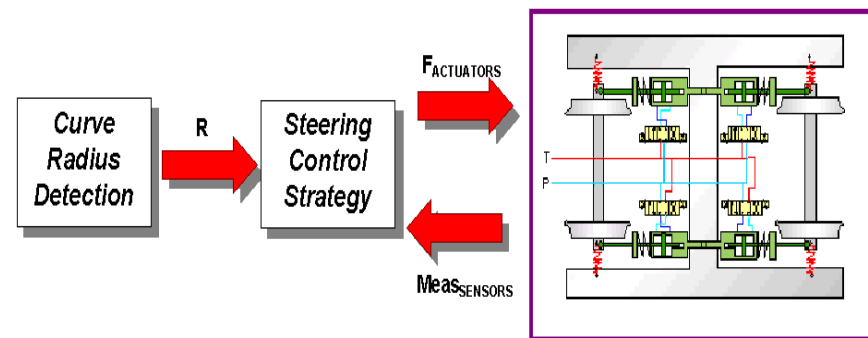 Curve
Radius
Detection
R
Steering
Control
Strategy
FACTUATORS
MeasSENSORS
T
P